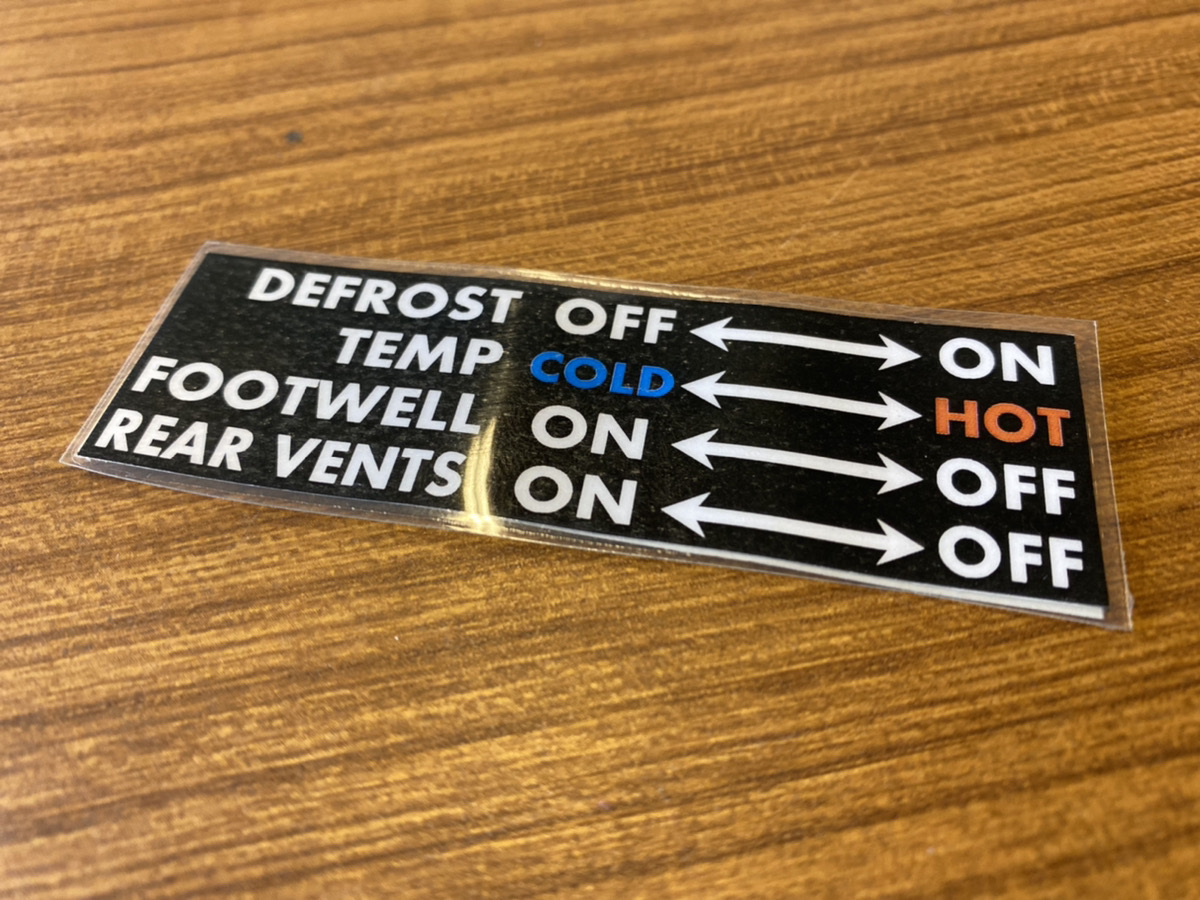 DEFROST OFF ↔ ON
TEMP COLD ↔ HOT
FOOTWELL ON ↔ OFF
REAR VENTS ON ↔ OFF